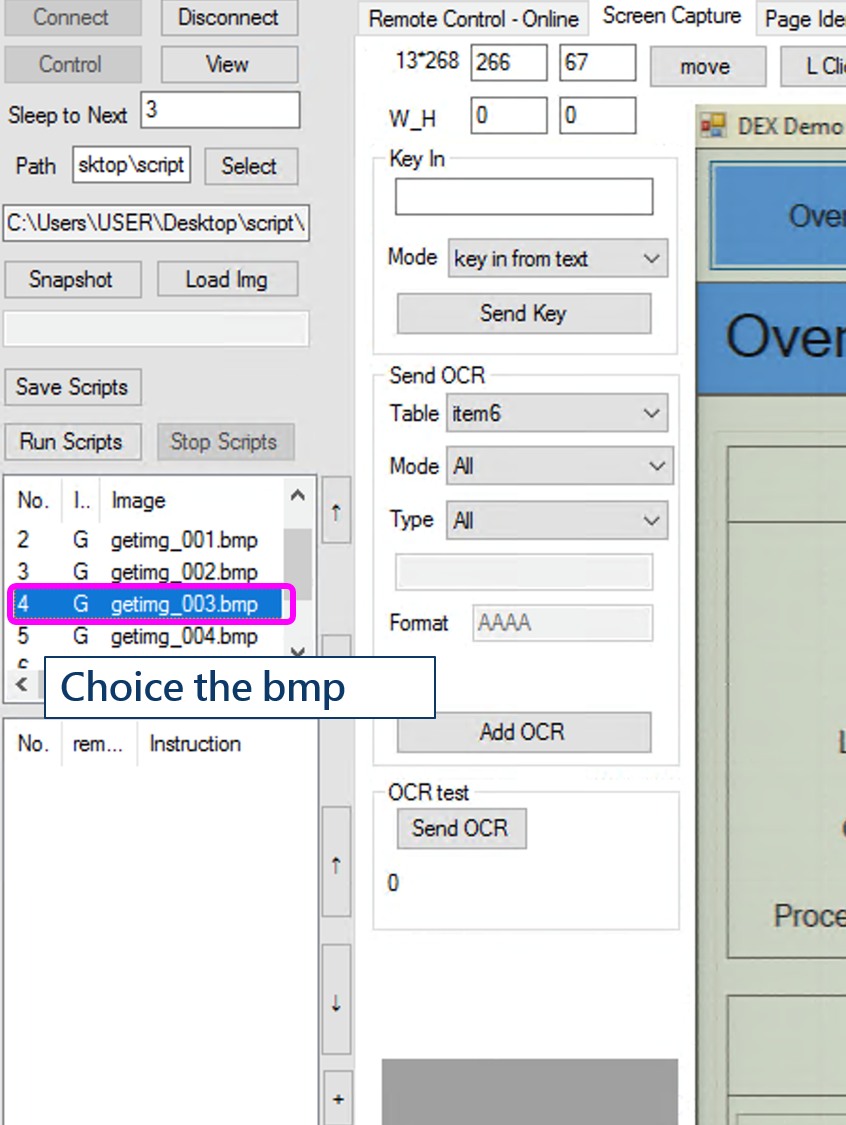 Connect Disconnect
Control View
Sleep to Next 3
Path sktop\script Select
C:\Users\USER\Desktop\script\
Snapshot Load Img
Save Scripts
Run Scripts Stop Scripts
No. I.. Image
2 G getimg_001.bmp
3 G getimg_002.bmp
4 G getimg_003.bmp
5 G getimg_004.bmp
Choice the bmp
No. rem... Instruction
↑
↑
↓
+
Remote Control - Online Screen Capture Page Ide
13*268 266 67 move L Cli
W_H 0 0
Key In
Mode key in from text
Send Key
Send OCR
Table item6
Mode All
Type All
Format AAAA
Add OCR
OCR test
Send OCR
0
DEX Demo
Over
Over
Proce